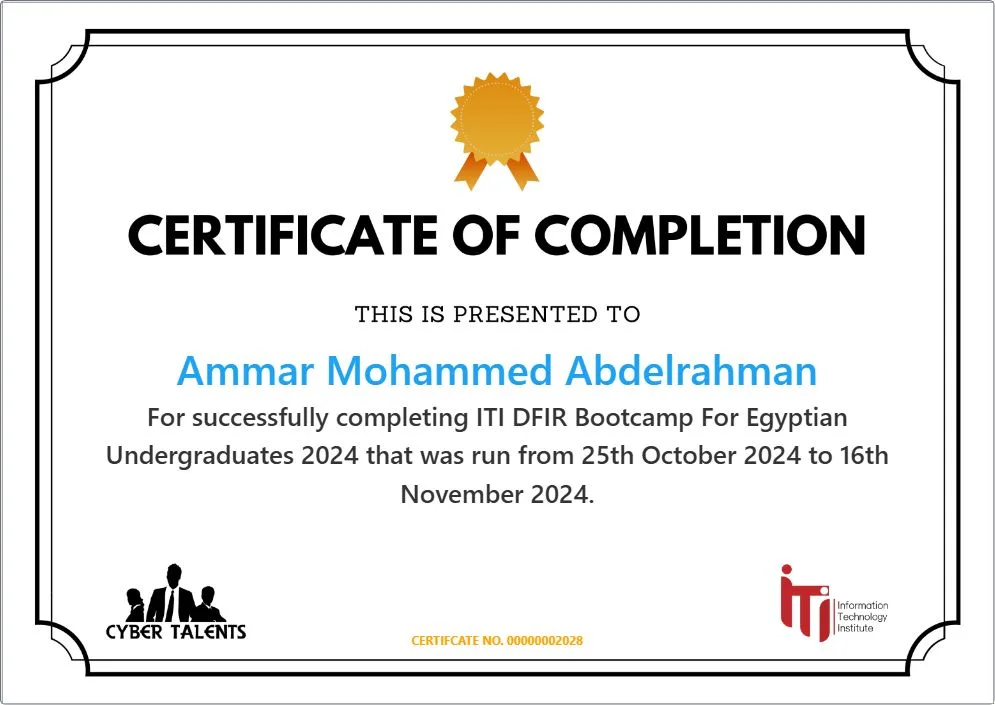 CERTIFICATE OF COMPLETION
THIS IS PRESENTED TO
Ammar Mohammed Abdelrahman
For successfully completing ITI DFIR Bootcamp For Egyptian
Undergraduates 2024 that was run from 25th October 2024 to 16th
November 2024.
CYBER TALENTS
CERTIFCATE NO. 00000002028
iTi
Information
Technology
Institute